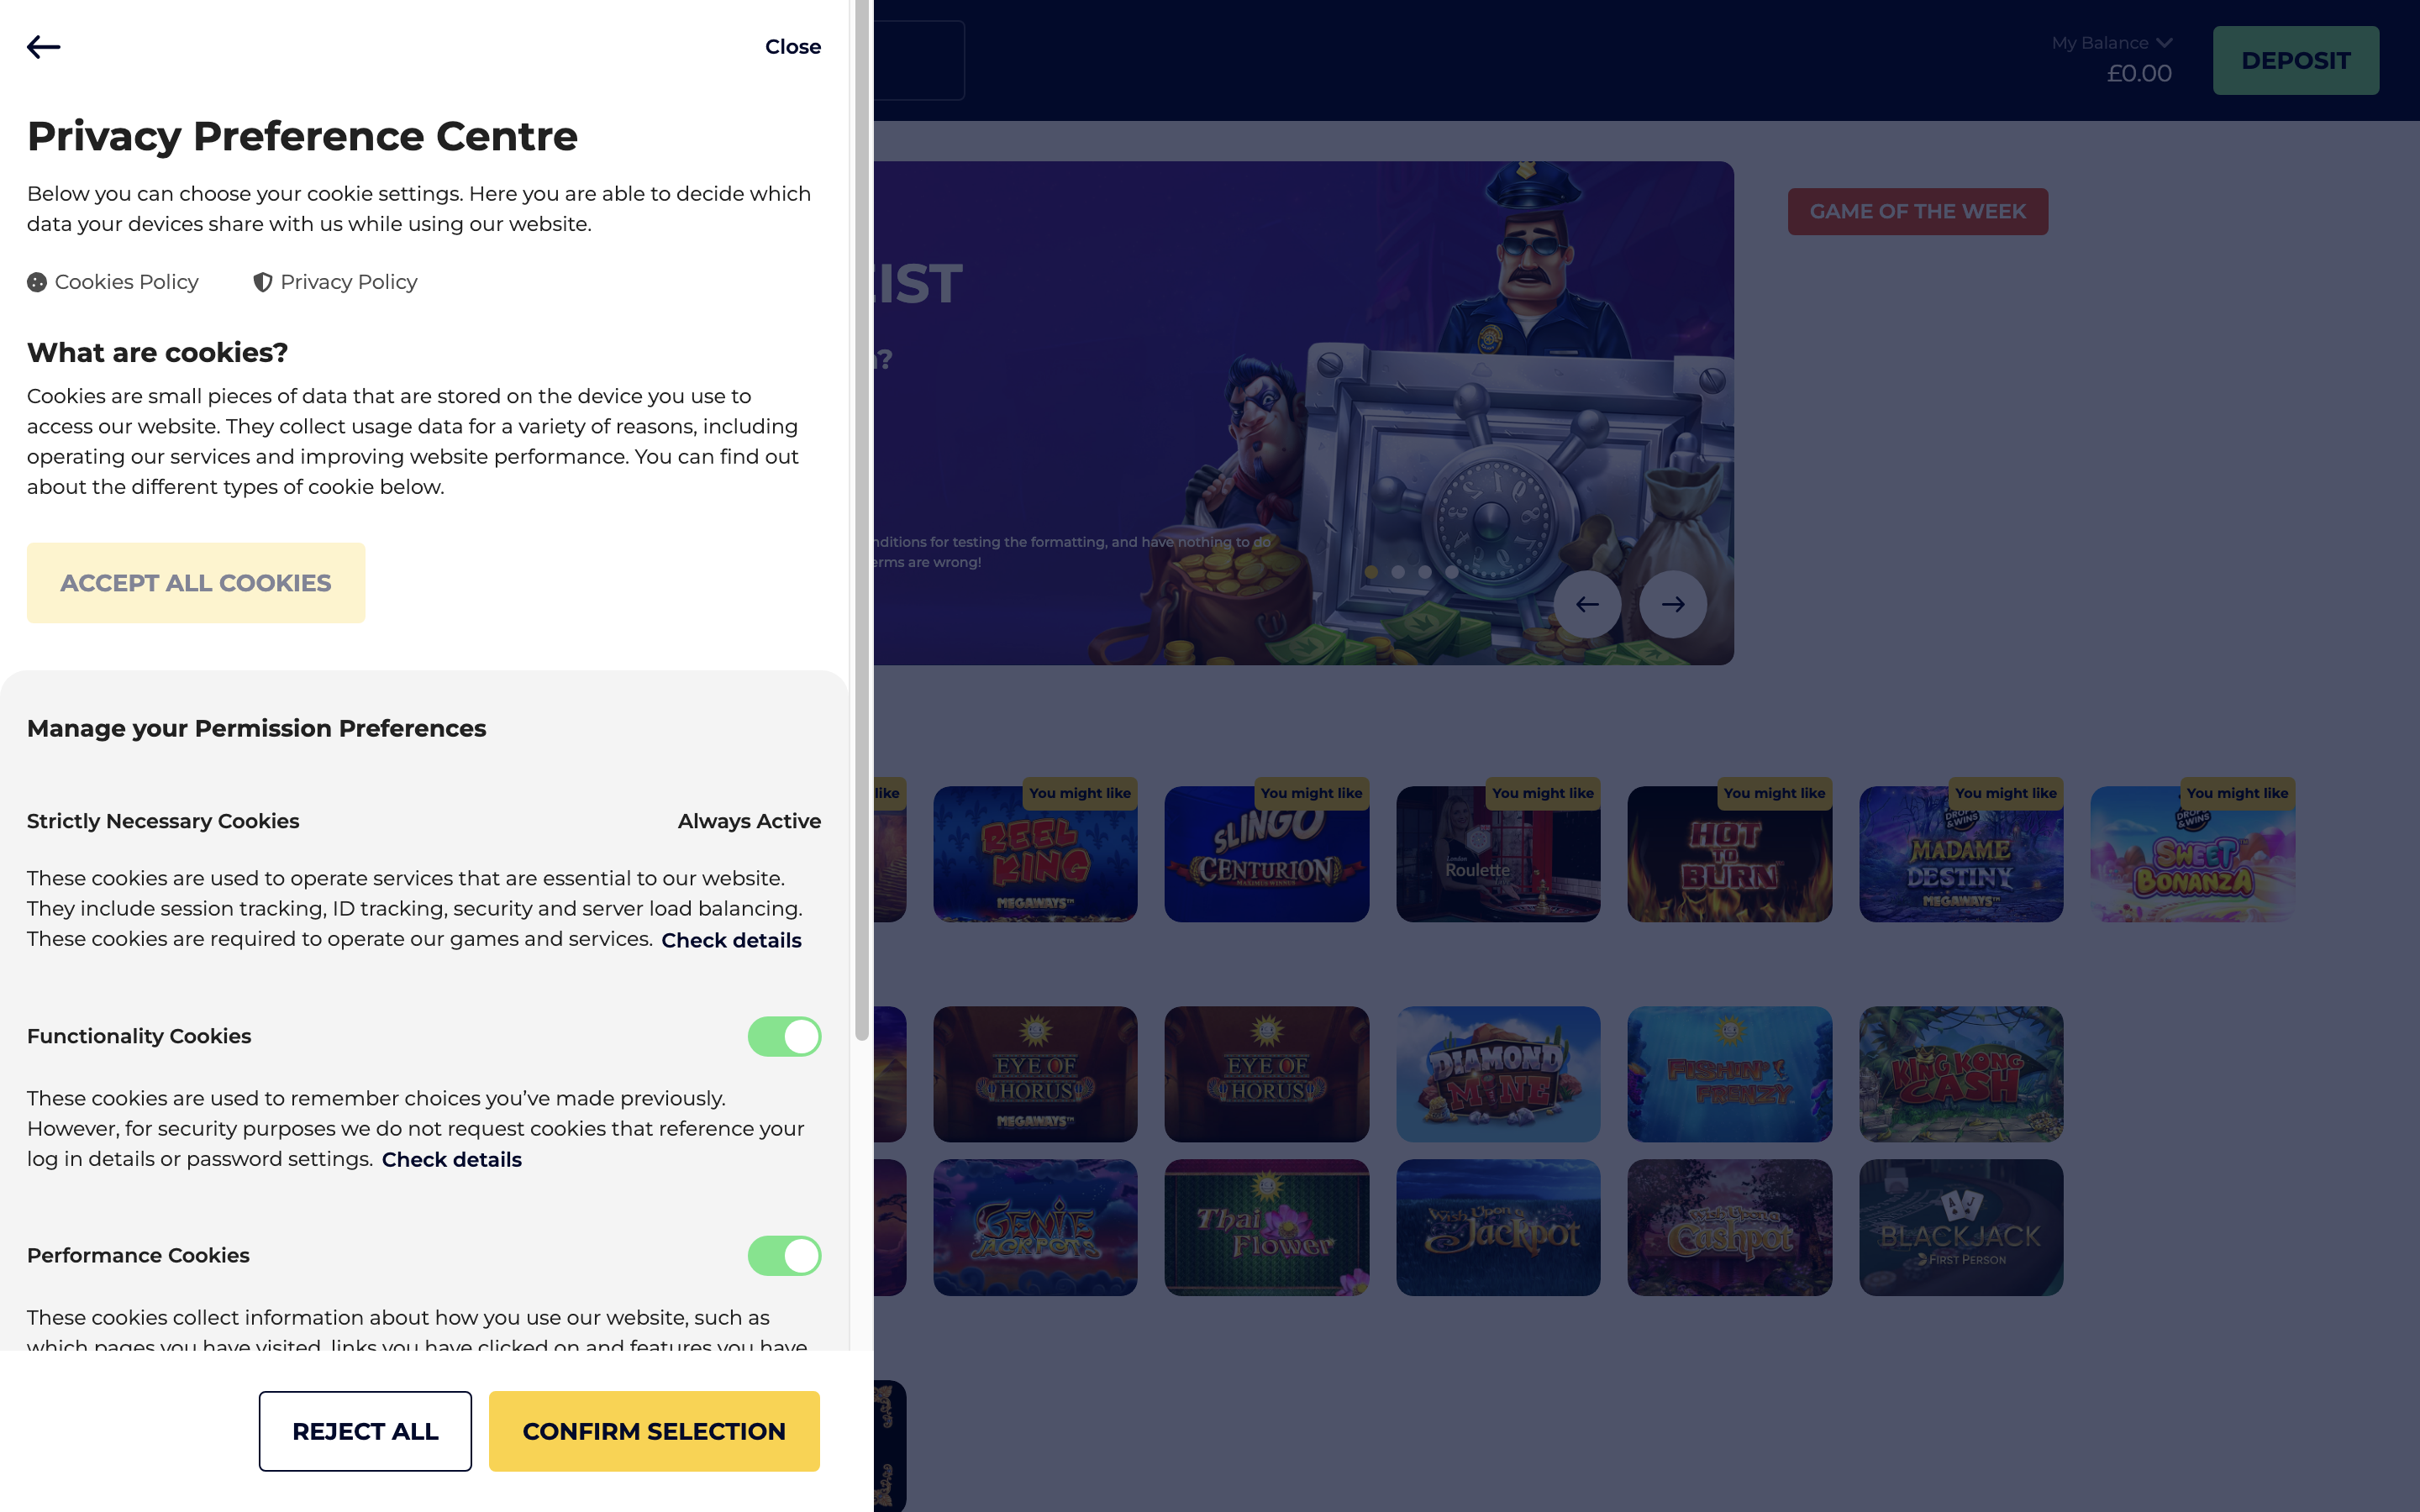 Close
Privacy Preference Centre
Below you can choose your cookie settings. Here you are able to decide which
data your devices share with us while using our website.
Cookies Policy
Privacy Policy
What are cookies?
Cookies are small pieces of data that are stored on the device you use to
access our website. They collect usage data for a variety of reasons, including
operating our services and improving website performance. You can find out
about the different types of cookie below.
ACCEPT ALL COOKIES
Manage your Permission Preferences
Strictly Necessary Cookies
Always Active
These cookies are used to operate services that are essential to our website.
They include session tracking, ID tracking, security and server load balancing.
These cookies are required to operate our games and services. Check details
Functionality Cookies
These cookies are used to remember choices you’ve made previously.
However, for security purposes we do not request cookies that reference your
log in details or password settings. Check details
Performance Cookies
These cookies collect information about how you use our website, such as
which pages you have visited, links you have clicked on and features you have
REJECT ALL
CONFIRM SELECTION
My Balance
£0.00
DEPOSIT
GAME OF THE WEEK
EIST
?
nditions for testing the formatting, and have nothing to do
erms are wrong!
like
You might like
You might like
You might like
You might like
You might like
You might like
REEL
KING
MEGAWAYS™
SLINGO
CENTURION
MAXIMUS WINNUS
London
Roulette
HOT
TO
BURN
DROPS
&WINS
MADAME
DESTINY
MEGAWAYS™
DROPS
&WINS
SWEET
BONANZA
EYE OF
HORUS
MEGAWAYS™
EYE OF
HORUS
DIAMOND
MINE
FISHIN'
FRENZY
KING KONG
CASH
GENIE
JACKPOTS
Thai
Flower
Wish Upon a
Jackpot
Wish Upon a
Cashpot
A J
BLACKJACK
FIRST PERSON